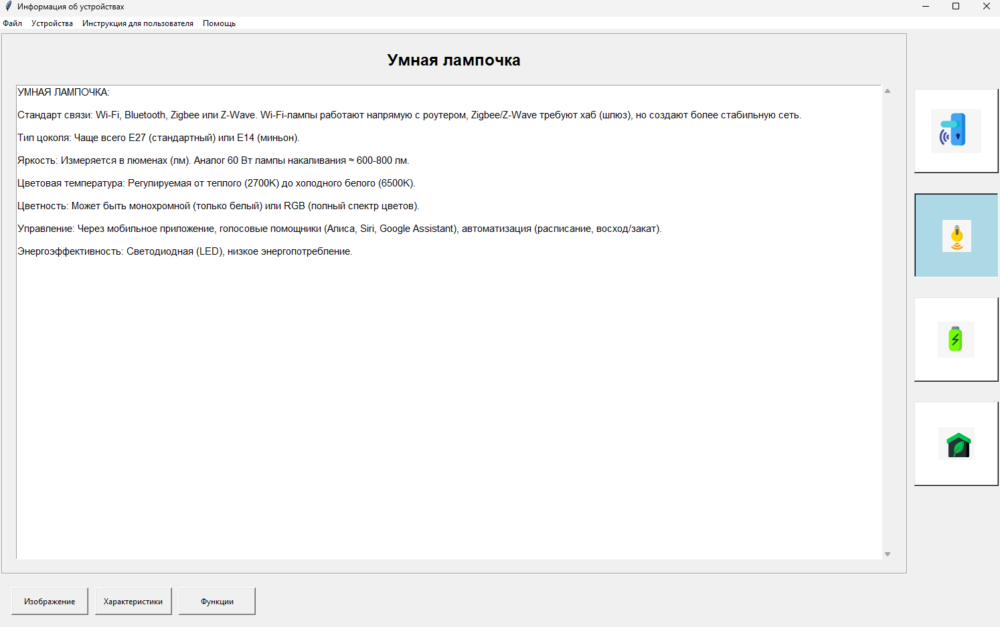 Информация об устройствах
Файл Устройства Инструкция для пользователя Помощь
Умная лампочка
УМНАЯ ЛАМПОЧКА:
Стандарт связи: Wi-Fi, Bluetooth, Zigbee или Z-Wave. Wi-Fi-лампы работают напрямую с роутером, Zigbee/Z-Wave требуют хаб (шлюз), но создают более стабильную сеть.
Тип цоколя: Чаще всего E27 (стандартный) или E14 (миньон).
Яркость: Измеряется в люменах (лм). Аналог 60 Вт лампы накаливания ≈ 600-800 лм.
Цветовая температура: Регулируемая от теплого (2700K) до холодного белого (6500K).
Цветность: Может быть монохромной (только белый) или RGB (полный спектр цветов).
Управление: Через мобильное приложение, голосовые помощники (Алиса, Siri, Google Assistant), автоматизация (расписание, восход/закат).
Энергоэффективность: Светодиодная (LED), низкое энергопотребление.
Изображение Характеристики Функции